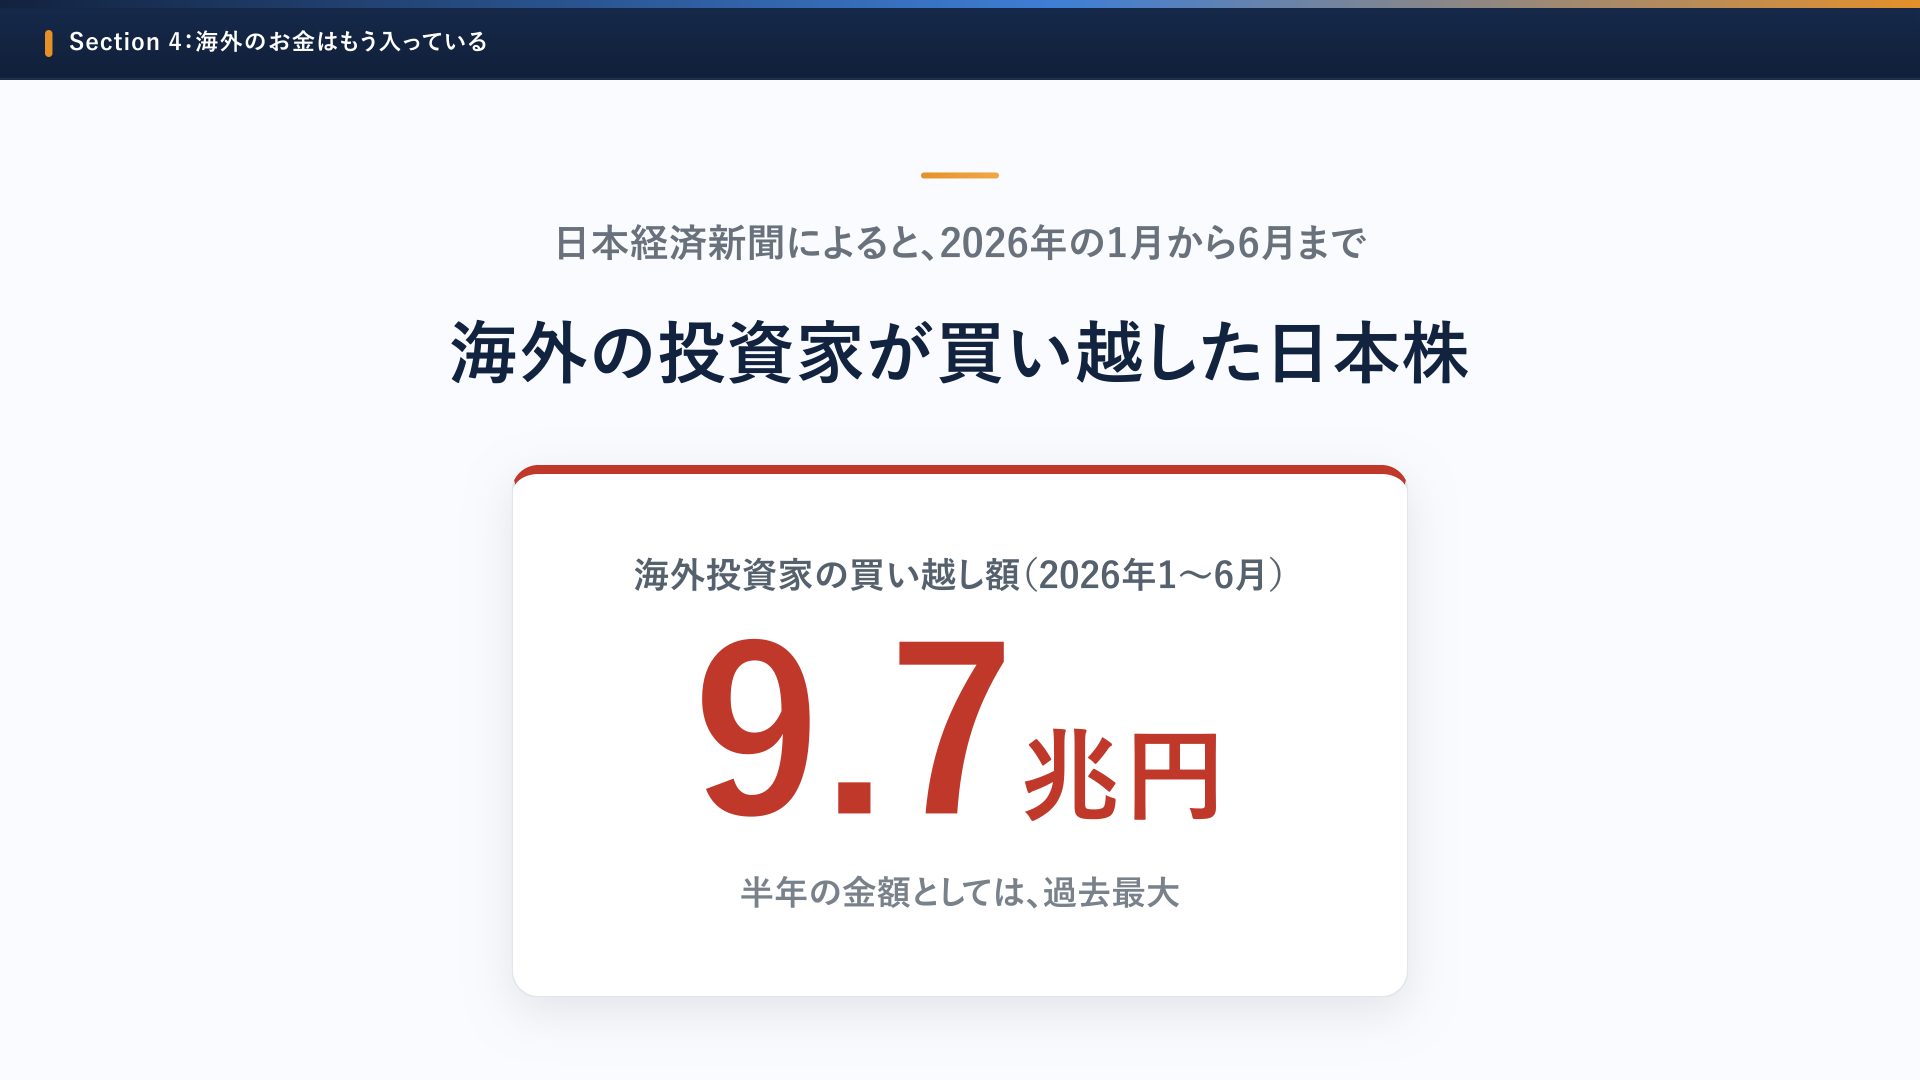 Section 4：海外のお金はもう入っている
日本経済新聞によると、2026年の1月から6月まで
海外の投資家が買い越した日本株
海外投資家の買い越し額（2026年1〜6月）
9.7兆円
半年の金額としては、過去最大